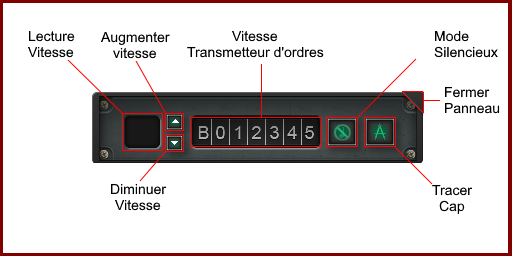 Lecture
Vitesse
Augmenter
vitesse
Vitesse
Transmetteur d'ordres
Mode
Silencieux
Fermer
Panneau
B 0 1 2 3 4 5
A
Diminuer
Vitesse
Tracer
Cap